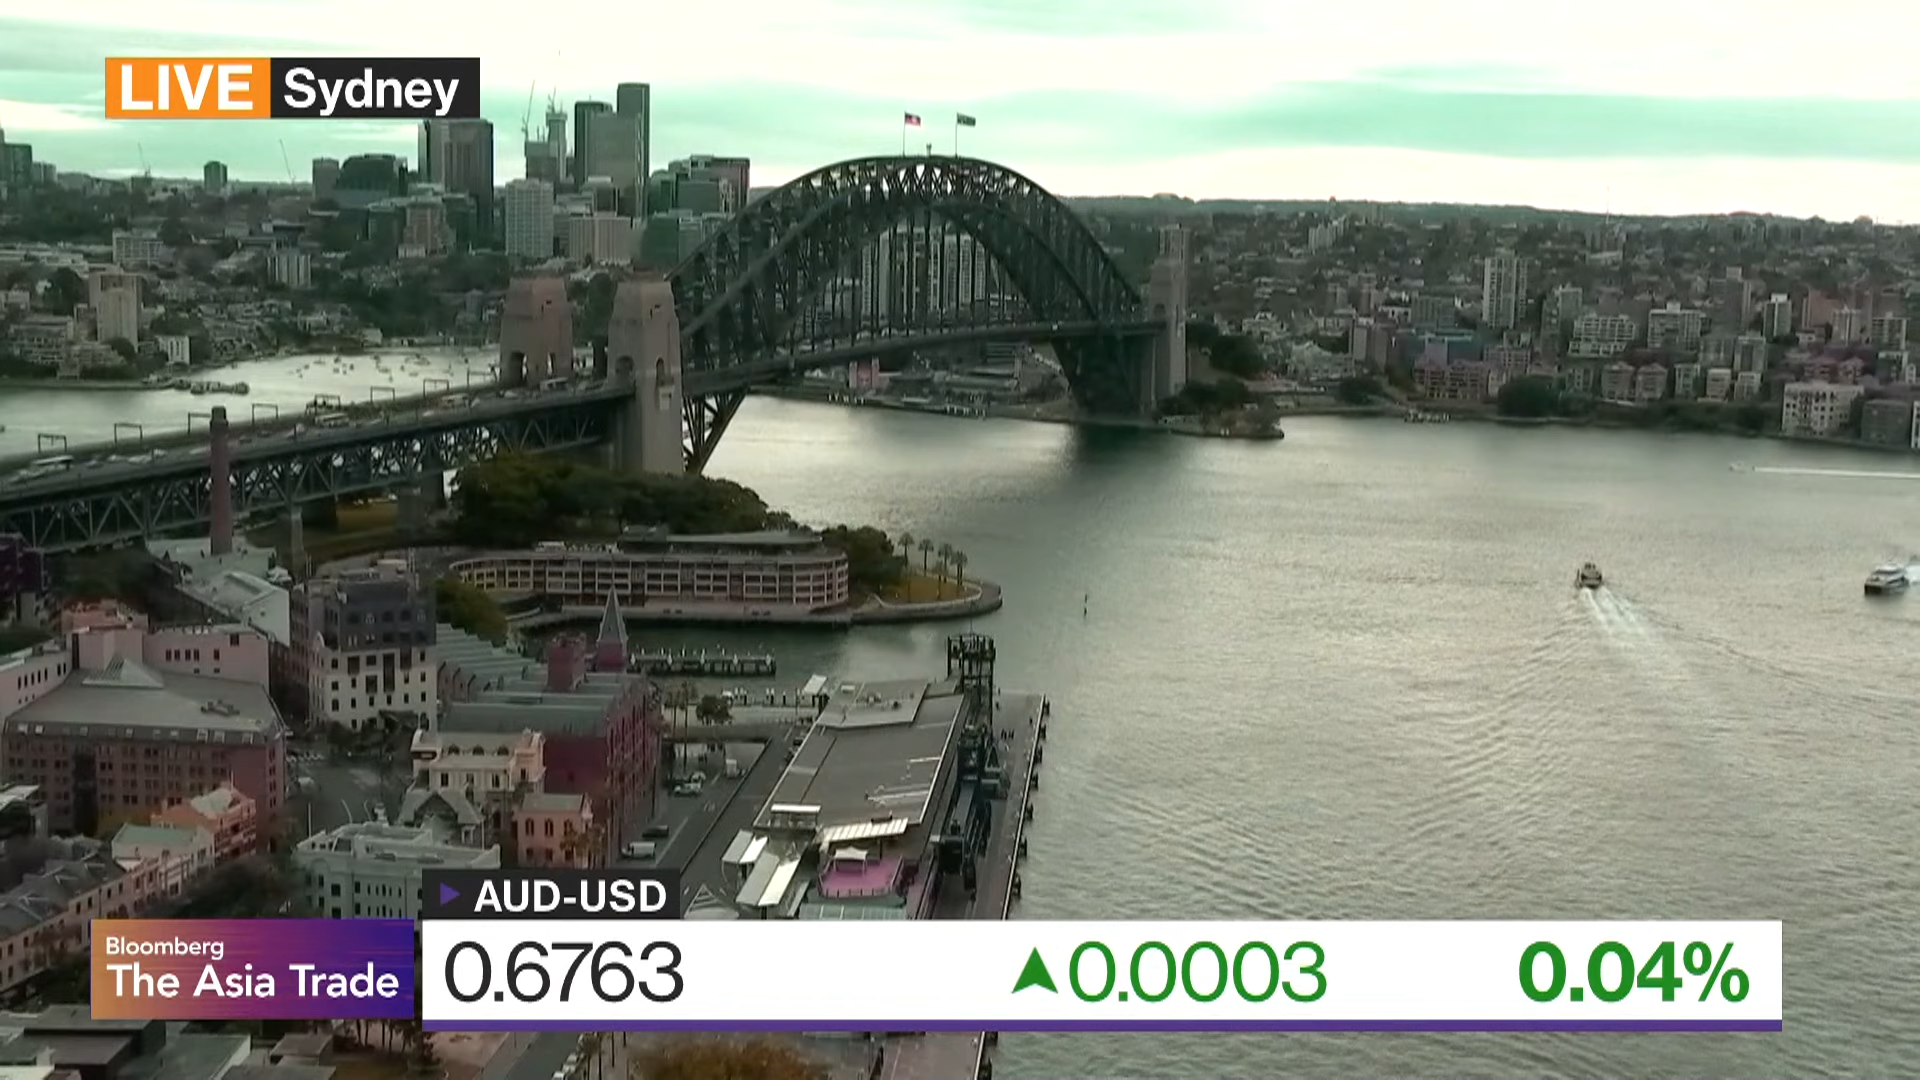 LIVE Sydney
AUD-USD
Bloomberg
The Asia Trade
0.6763 ▲0.0003 0.04%